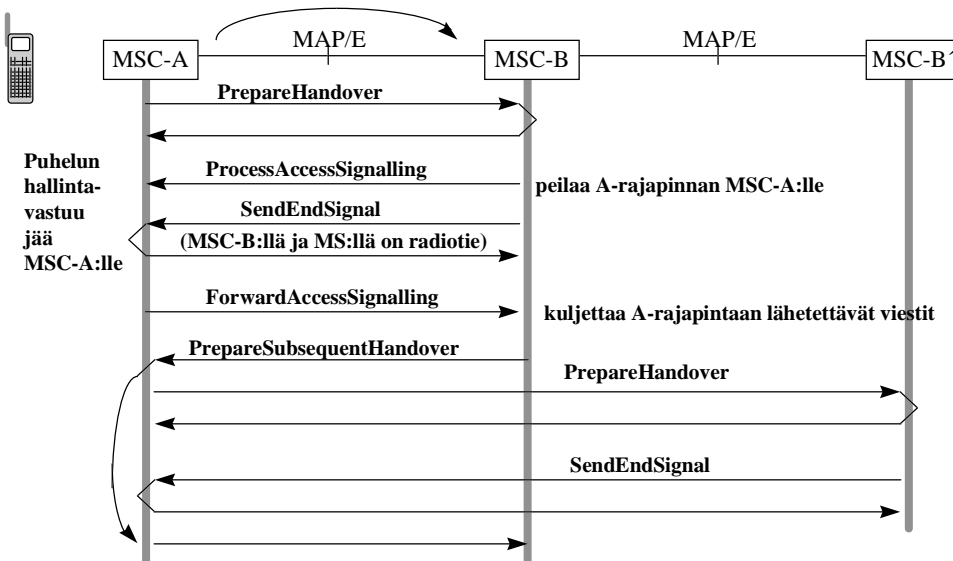 MAP/E
MAP/E
MSC-A
MSC-B
MSC-B´
PrepareHandover
Puhelun
hallinta-
vastuu
jää
MSC-A:lle
ProcessAccessSignalling
peilaa A-rajapinnan MSC-A:lle
SendEndSignal
(MSC-B:llä ja MS:llä on radiotie)
ForwardAccessSignalling
kuljettaa A-rajapintaan lähetettävät viestit
PrepareSubsequentHandover
PrepareHandover
SendEndSignal